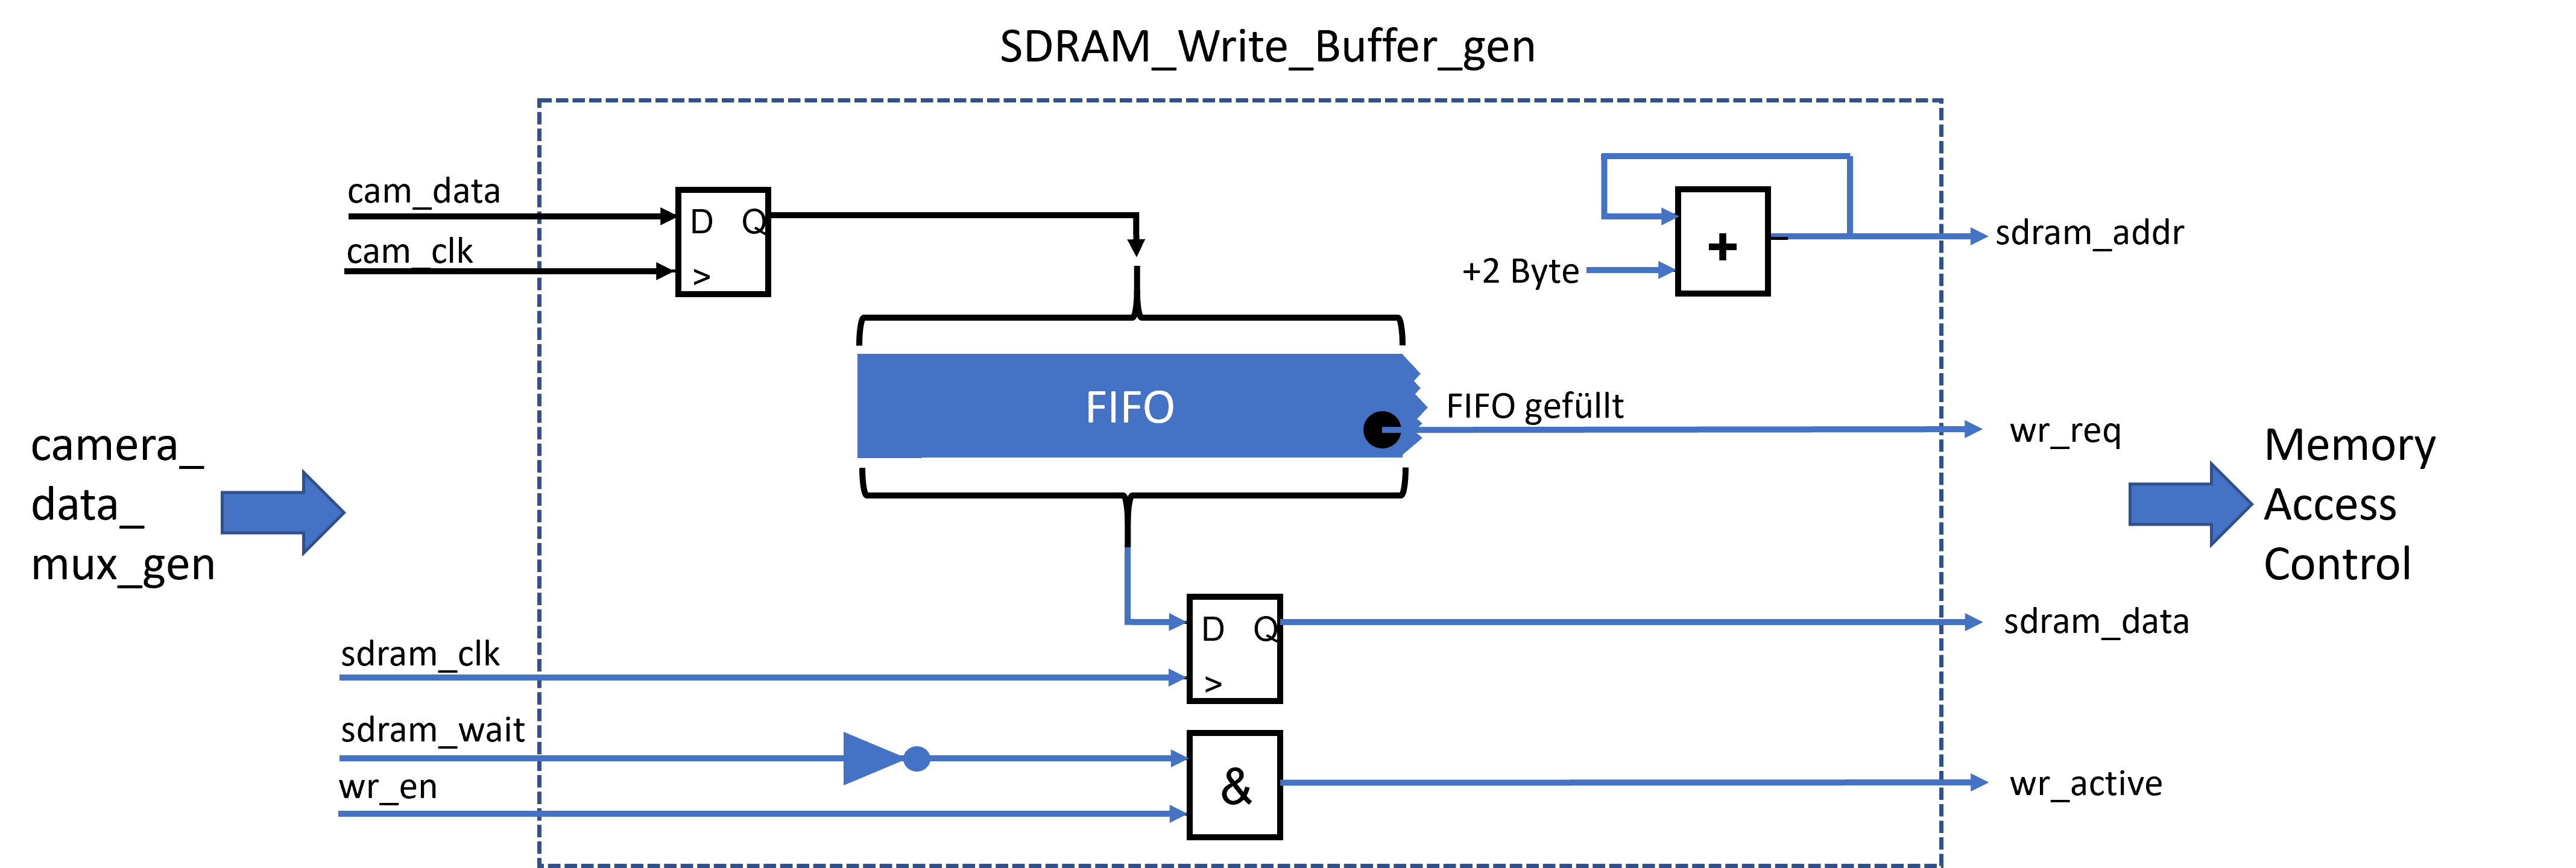 SDRAM_Write_Buffer_gen
cam_data
cam_clk
D Q
>
+
+2 Byte
sdram_addr
FIFO
FIFO gefüllt
wr_req
camera_
data_
mux_gen
Memory
Access
Control
D Q
>
sdram_data
sdram_clk
sdram_wait
wr_en
&
wr_active